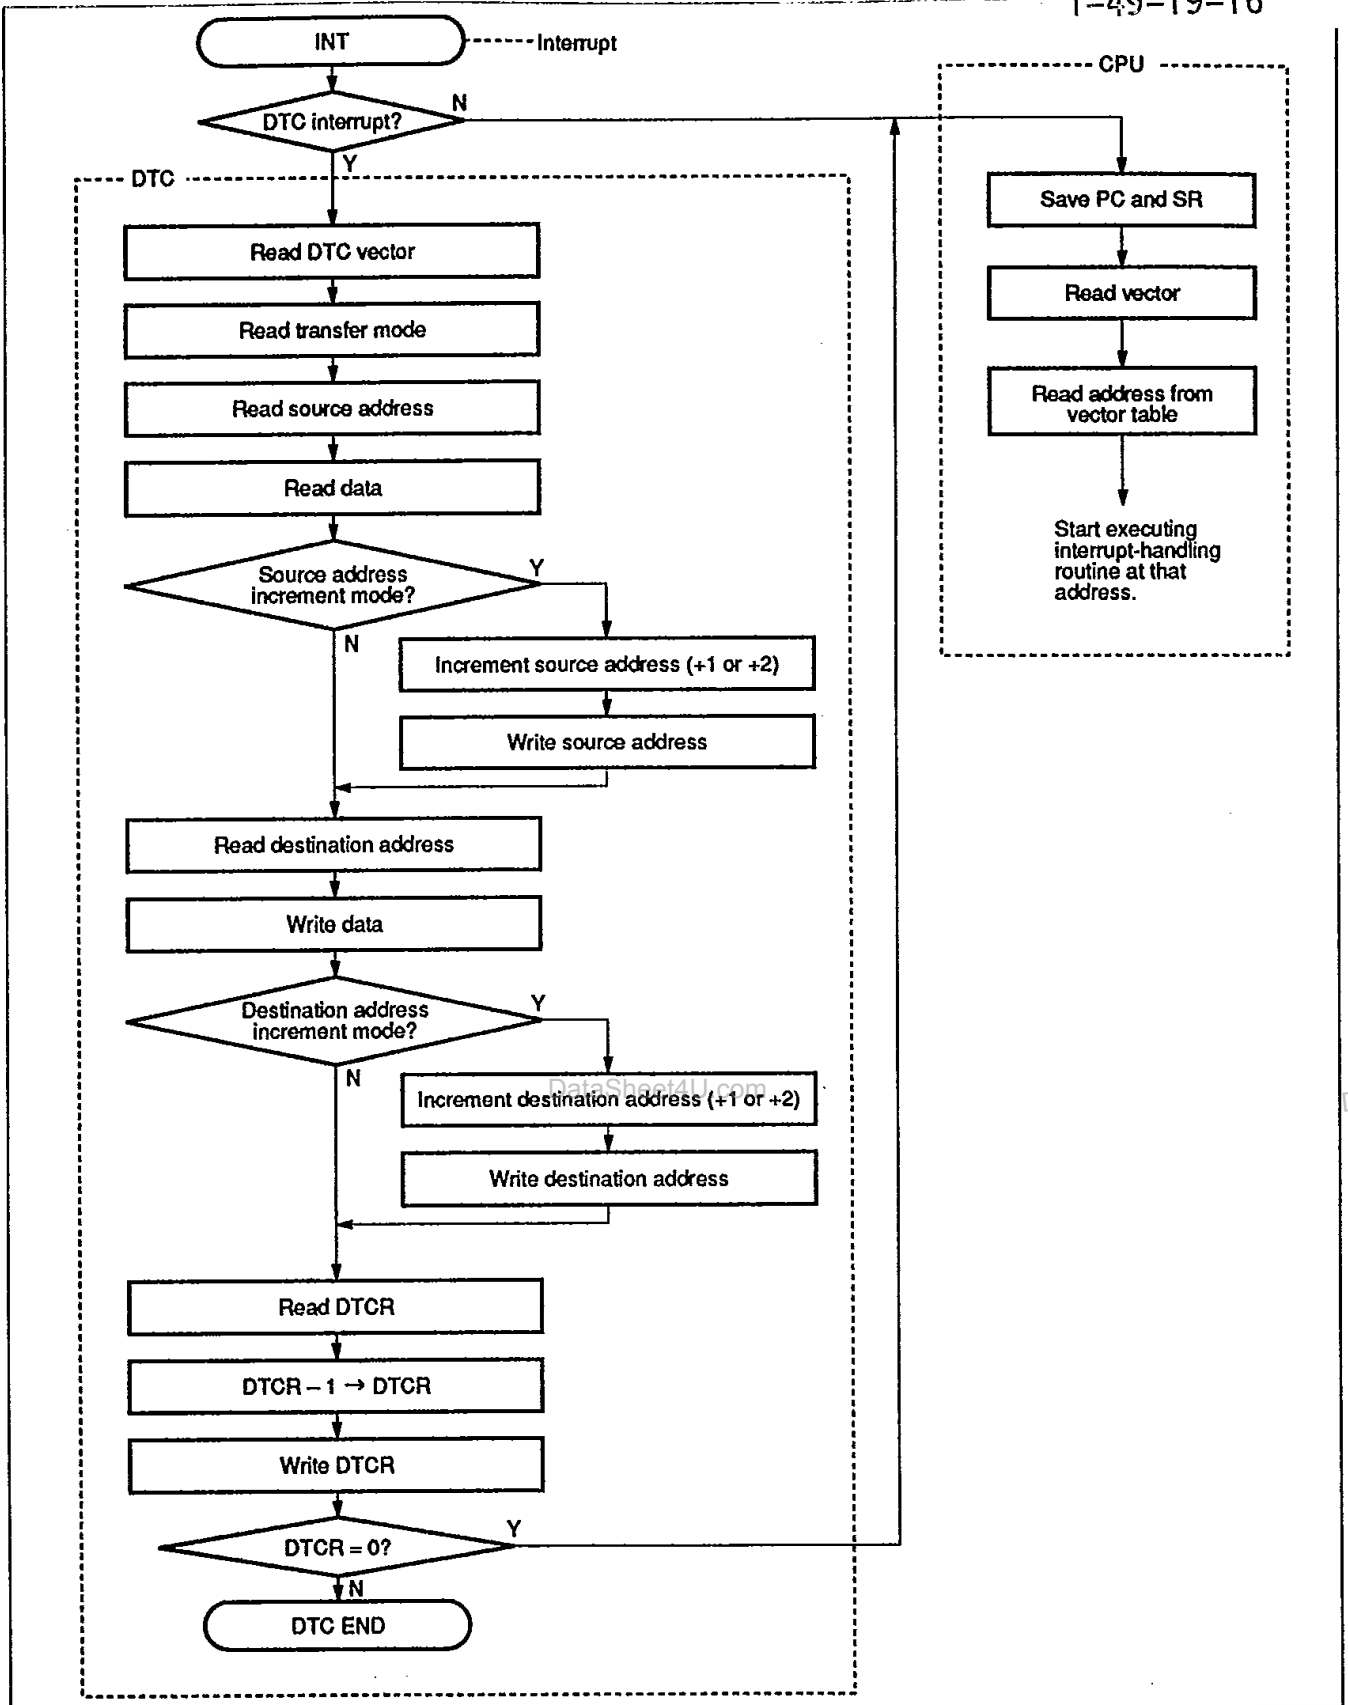 INT
Interrupt
DTC interrupt?
N
Y
DTC
Read DTC vector
Read transfer mode
Read source address
Read data
Source address
increment mode?
Y
N
Increment source address (+1 or +2)
Write source address
Read destination address
Write data
Destination address
increment mode?
Y
N
DataSheet4U.com
Increment destination address (+1 or +2)
Write destination address
Read DTCR
DTCR – 1 → DTCR
Write DTCR
DTCR = 0?
Y
N
DTC END
CPU
Save PC and SR
Read vector
Read address from
vector table
Start executing
interrupt-handling
routine at that
address.